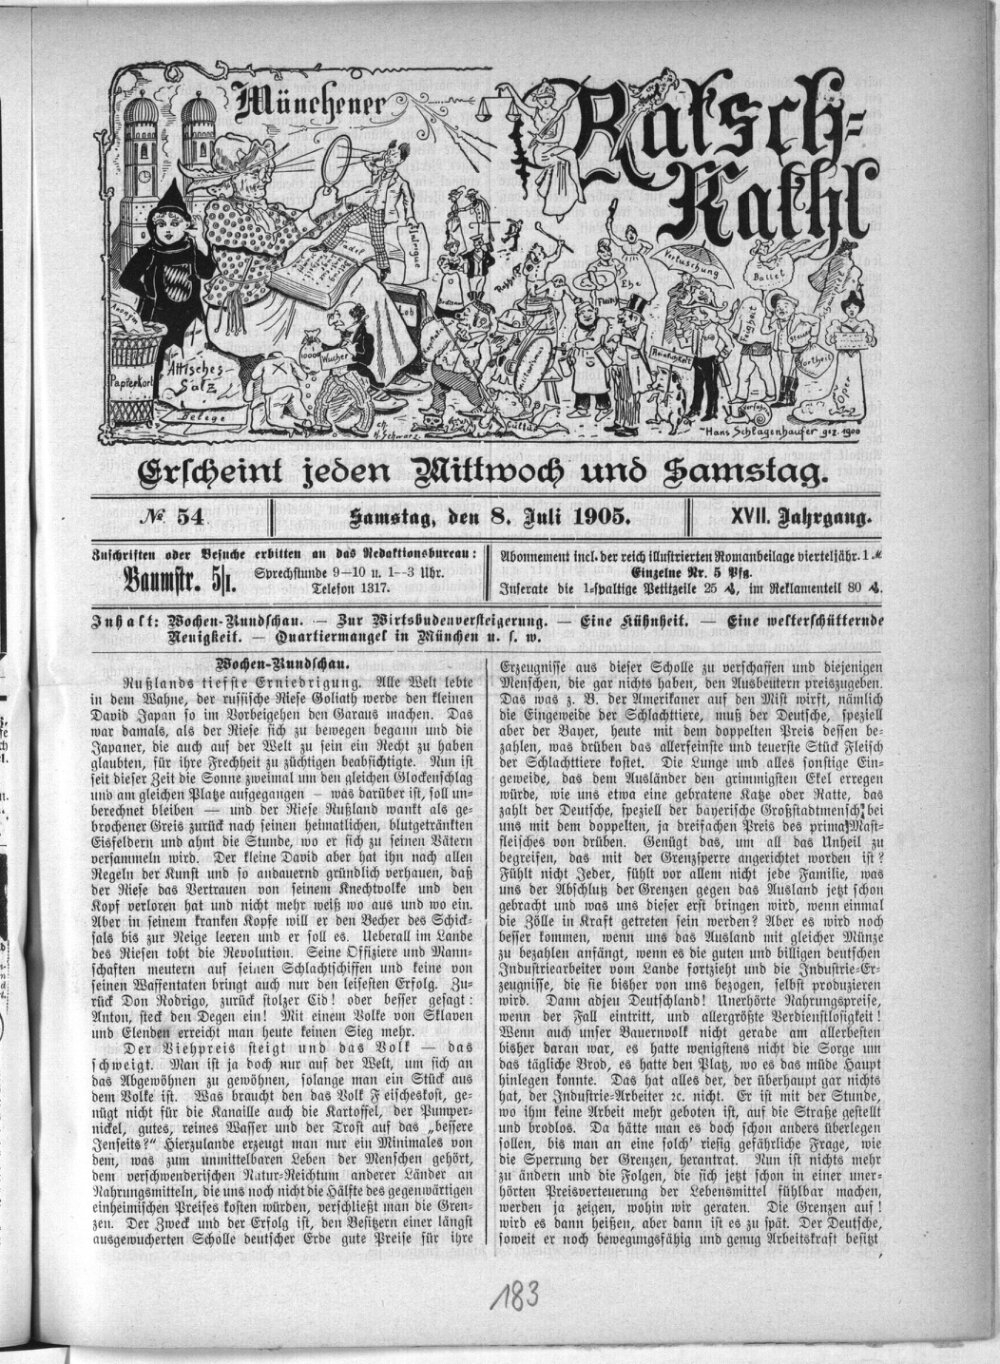 Münchener
Ratsch-
Kathl
Papierkorb
Attisches
Salz
Belege
Wucher
Lob
Vertuschung
Ballet
Ehe
Reinlichkeit
Oper
Hans Schlagenhaufer gez. 1900
Erscheint jeden Mittwoch und Samstag.
№ 54
Samstag, den 8. Juli 1905.
XVII. Jahrgang.
Zuschriften oder Besuche erbitten an das Redaktionsbureau:
Baumstr. 5/I.
Sprechstunde 9—10 u. 1—3 Uhr.
Telefon 1317.
Abonnement incl. der reich illustrierten Romanbeilage vierteljähr. 1 ℳ
Einzelne Nr. 5 Pfg.
Inserate die 1-spaltige Petitzeile 25 ₰, im Reklamenteil 80 ₰.
Inhalt: Wochen-Rundschau. — Zur Wirtsbudenversteigerung. — Eine Kühnheit. — Eine welterschütternde
Neuigkeit. — Quartiermangel in München u. s. w.
Wochen-Rundschau.
Rußlands tiefste Erniedrigung. Alle Welt lebte
in dem Wahne, der russische Riese Goliath werde den kleinen
David Japan so im Vorbeigehen den Garaus machen. Das
war damals, als der Riese sich zu bewegen begann und die
Japaner, die auch auf der Welt zu sein ein Recht zu haben
glaubten, für ihre Frechheit zu züchtigen beabsichtigte. Nun ist
seit dieser Zeit die Sonne zweimal um den gleichen Glockenschlag
und am gleichen Platze aufgegangen – was darüber ist, soll un-
berechnet bleiben — und der Riese Rußland wankt als ge-
brochener Greis zurück nach seinen heimatlichen, blutgetränkten
Eisfeldern und ahnt die Stunde, wo er sich zu seinen Vätern
versammeln wird. Der kleine David aber hat ihn nach allen
Regeln der Kunst und so andauernd gründlich verhauen, daß
der Riese das Vertrauen von seinem Knechtvolke und den
Kopf verloren hat und nicht mehr weiß wo aus und wo ein.
Aber in seinem kranken Kopfe will er den Becher des Schick-
sals bis zur Neige leeren und er soll es. Ueberall im Lande
des Riesen tobt die Revolution. Seine Offiziere und Mann-
schaften meutern auf seinen Schlachtschiffen und keine von
seinen Waffentaten bringt auch nur den leisesten Erfolg. Zu-
rück Don Rodrigo, zurück stolzer Cid! oder besser gesagt:
Anton, steck den Degen ein! Mit einem Volke von Sklaven
und Elenden erreicht man heute keinen Sieg mehr.
Der Viehpreis steigt und das Volk — das
schweigt. Man ist ja doch nur auf der Welt, um sich an
das Abgewöhnen zu gewöhnen, solange man ein Stück aus
dem Volke ist. Was braucht den das Volk F eischeskost, ge-
nügt nicht für die Kanaille auch die Kartoffel, der Pumper-
nickel, gutes, reines Wasser und der Trost auf das „bessere
Jenseits?“ Hierzulande erzeugt man nur ein Minimales von
dem, was zum unmittelbaren Leben der Menschen gehört,
dem verschwenderischen Natur-Reichtum anderer Länder an
Nahrungsmitteln, die uns noch nicht die Hälfte des gegenwärtigen
einheimischen Preises kosten würden, verschließt man die Gren-
zen. Der Zweck und der Erfolg ist, den Besitzern einer längst
ausgewucherten Scholle deutscher Erde gute Preise für ihre
Erzeugnisse aus dieser Scholle zu verschaffen und diejenigen
Menschen, die gar nichts haben, den Ausbeutern preiszugeben.
Das was z. B. der Amerikaner auf den Mist wirft, nämlich
die Eingeweide der Schlachttiere, muß der Deutsche, speziell
aber der Bayer, heute mit dem doppelten Preis dessen be-
zahlen, was drüben das allerfeinste und teuerste Stück Fleisch
der Schlachttiere kostet. Die Lunge und alles sonstige Ein-
geweide, das dem Ausländer den grimmigsten Ekel erregen
würde, wie uns etwa eine gebratene Katze oder Ratte, das
zahlt der Deutsche, speziell der bayerische Großstadtmensch bei
uns mit dem doppelten, ja dreifachen Preis des prima Mast-
fleisches von drüben. Genügt das, um all das Unheil zu
begreifen, das mit der Grenzsperre angerichtet worden ist?
Fühlt nicht Jeder, fühlt vor allem nicht jede Familie, was
uns der Abschluß der Grenzen gegen das Ausland jetzt schon
gebracht und was uns dieser erst bringen wird, wenn einmal
die Zölle in Kraft getreten sein werden? Aber es wird noch
besser kommen, wenn uns das Ausland mit gleicher Münze
zu bezahlen anfängt, wenn es die guten und billigen deutschen
Industriearbeiter vom Lande fortzieht und die Industrie-Er-
zeugnisse, die sie bisher von uns bezogen, selbst produzieren
wird. Dann adjeu Deutschland! Unerhörte Nahrungspreise,
wenn der Fall eintritt, und allergrößte Verdienstlosigkeit!
Wenn auch unser Bauernvolk nicht gerade am allerbesten
bisher daran war, es hatte wenigstens nicht die Sorge um
das tägliche Brod, es hatte den Platz, wo es das müde Haupt
hinlegen konnte. Das hat alles der, der überhaupt gar nichts
hat, der Industrie-Arbeiter ꝛc. nicht. Er ist mit der Stunde,
wo ihm keine Arbeit mehr geboten ist, auf die Straße gestellt
und brodlos. Da hätte man es doch schon anders überlegen
sollen, bis man an eine solch' riesig gefährliche Frage, wie
die Sperrung der Grenzen, herantrat. Nun ist nichts mehr
zu ändern und die Folgen, die sich jetzt schon in einer uner-
hörten Preisverteuerung der Lebensmittel fühlbar machen,
werden ja zeigen, wohin wir geraten. Die Grenzen auf!
wird es dann heißen, aber dann ist es zu spät. Der Deutsche,
soweit er noch bewegungsfähig und genug Arbeitskraft besitzt
183